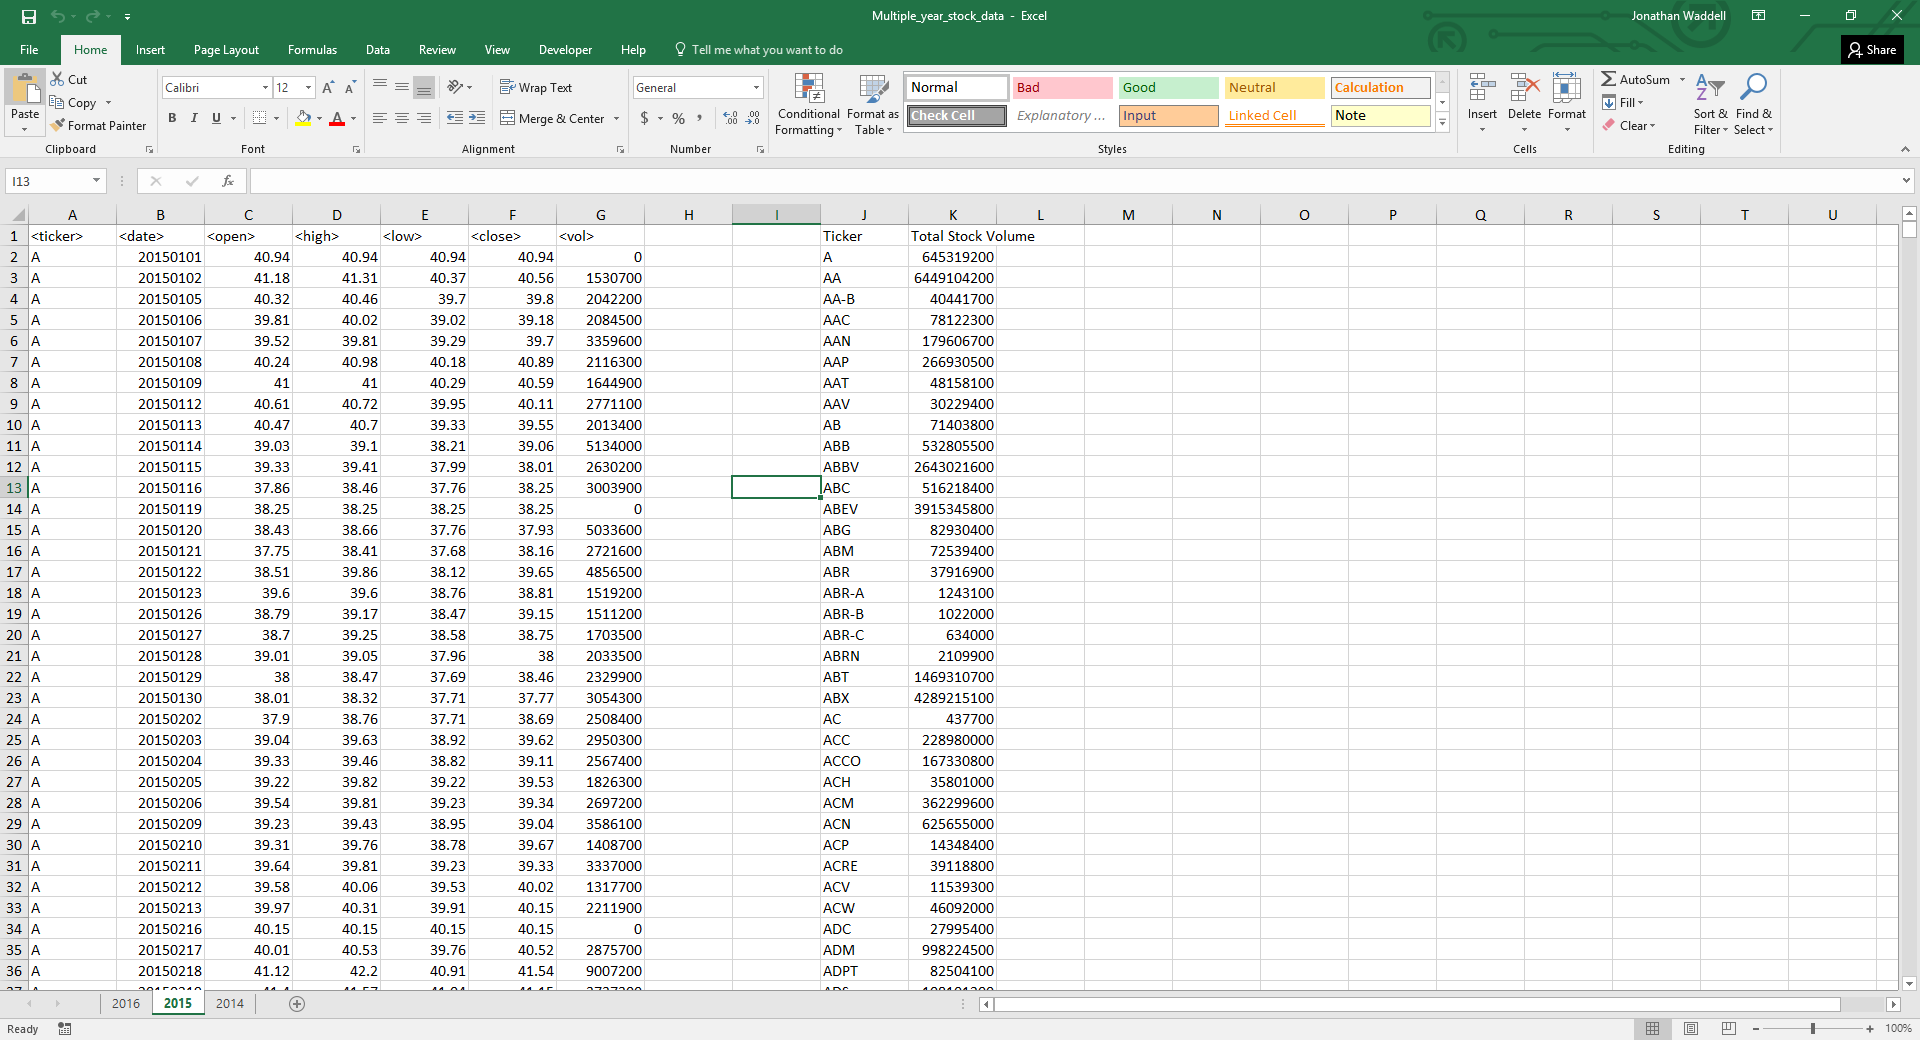 Multiple_year_stock_data - Excel
Jonathan Waddell
File Home Insert Page Layout Formulas Data Review View Developer Help Tell me what you want to do Share
Paste Cut Copy Format Painter Clipboard
Calibri 12 A A B I U A Font
Wrap Text Merge & Center Alignment
General $ % , Number
Conditional Formatting Format as Table Normal Bad Good Neutral Calculation
Check Cell Explanatory ... Input Linked Cell Note Styles
Insert Delete Format Cells
AutoSum Fill Clear Sort & Filter Find & Select Editing
I13 fx
A B C D E F G H I J K L M N O P Q R S T U
1 <ticker> <date> <open> <high> <low> <close> <vol> Ticker Total Stock Volume
2 A 20150101 40.94 40.94 40.94 40.94 0 A 645319200
3 A 20150102 41.18 41.31 40.37 40.56 1530700 AA 6449104200
4 A 20150105 40.32 40.46 39.7 39.8 2042200 AA-B 40441700
5 A 20150106 39.81 40.02 39.02 39.18 2084500 AAC 78122300
6 A 20150107 39.52 39.81 39.29 39.7 3359600 AAN 179606700
7 A 20150108 40.24 40.98 40.18 40.89 2116300 AAP 266930500
8 A 20150109 41 41 40.29 40.59 1644900 AAT 48158100
9 A 20150112 40.61 40.72 39.95 40.11 2771100 AAV 30229400
10 A 20150113 40.47 40.7 39.33 39.55 2013400 AB 71403800
11 A 20150114 39.03 39.1 38.21 39.06 5134000 ABB 532805500
12 A 20150115 39.33 39.41 37.99 38.01 2630200 ABBV 2643021600
13 A 20150116 37.86 38.46 37.76 38.25 3003900 ABC 516218400
14 A 20150119 38.25 38.25 38.25 38.25 0 ABEV 3915345800
15 A 20150120 38.43 38.66 37.76 37.93 5033600 ABG 82930400
16 A 20150121 37.75 38.41 37.68 38.16 2721600 ABM 72539400
17 A 20150122 38.51 39.86 38.12 39.65 4856500 ABR 37916900
18 A 20150123 39.6 39.6 38.76 38.81 1519200 ABR-A 1243100
19 A 20150126 38.79 39.17 38.47 39.15 1511200 ABR-B 1022000
20 A 20150127 38.7 39.25 38.58 38.75 1703500 ABR-C 634000
21 A 20150128 39.01 39.05 37.96 38 2033500 ABRN 2109900
22 A 20150129 38 38.47 37.69 38.46 2329900 ABT 1469310700
23 A 20150130 38.01 38.32 37.71 37.77 3054300 ABX 4289215100
24 A 20150202 37.9 38.76 37.71 38.69 2508400 AC 437700
25 A 20150203 39.04 39.63 38.92 39.62 2950300 ACC 228980000
26 A 20150204 39.33 39.46 38.82 39.11 2567400 ACCO 167330800
27 A 20150205 39.22 39.82 39.22 39.53 1826300 ACH 35801000
28 A 20150206 39.54 39.81 39.23 39.34 2697200 ACM 362299600
29 A 20150209 39.23 39.43 38.95 39.04 3586100 ACN 625655000
30 A 20150210 39.31 39.76 38.78 39.67 1408700 ACP 14348400
31 A 20150211 39.64 39.81 39.23 39.33 3337000 ACRE 39118800
32 A 20150212 39.58 40.06 39.53 40.02 1317700 ACV 11539300
33 A 20150213 39.97 40.31 39.91 40.15 2211900 ACW 46092000
34 A 20150216 40.15 40.15 40.15 40.15 0 ADC 27995400
35 A 20150217 40.01 40.53 39.76 40.52 2875700 ADM 998224500
36 A 20150218 41.12 42.2 40.91 41.54 9007200 ADPT 82504100
2016 2015 2014
Ready 100%